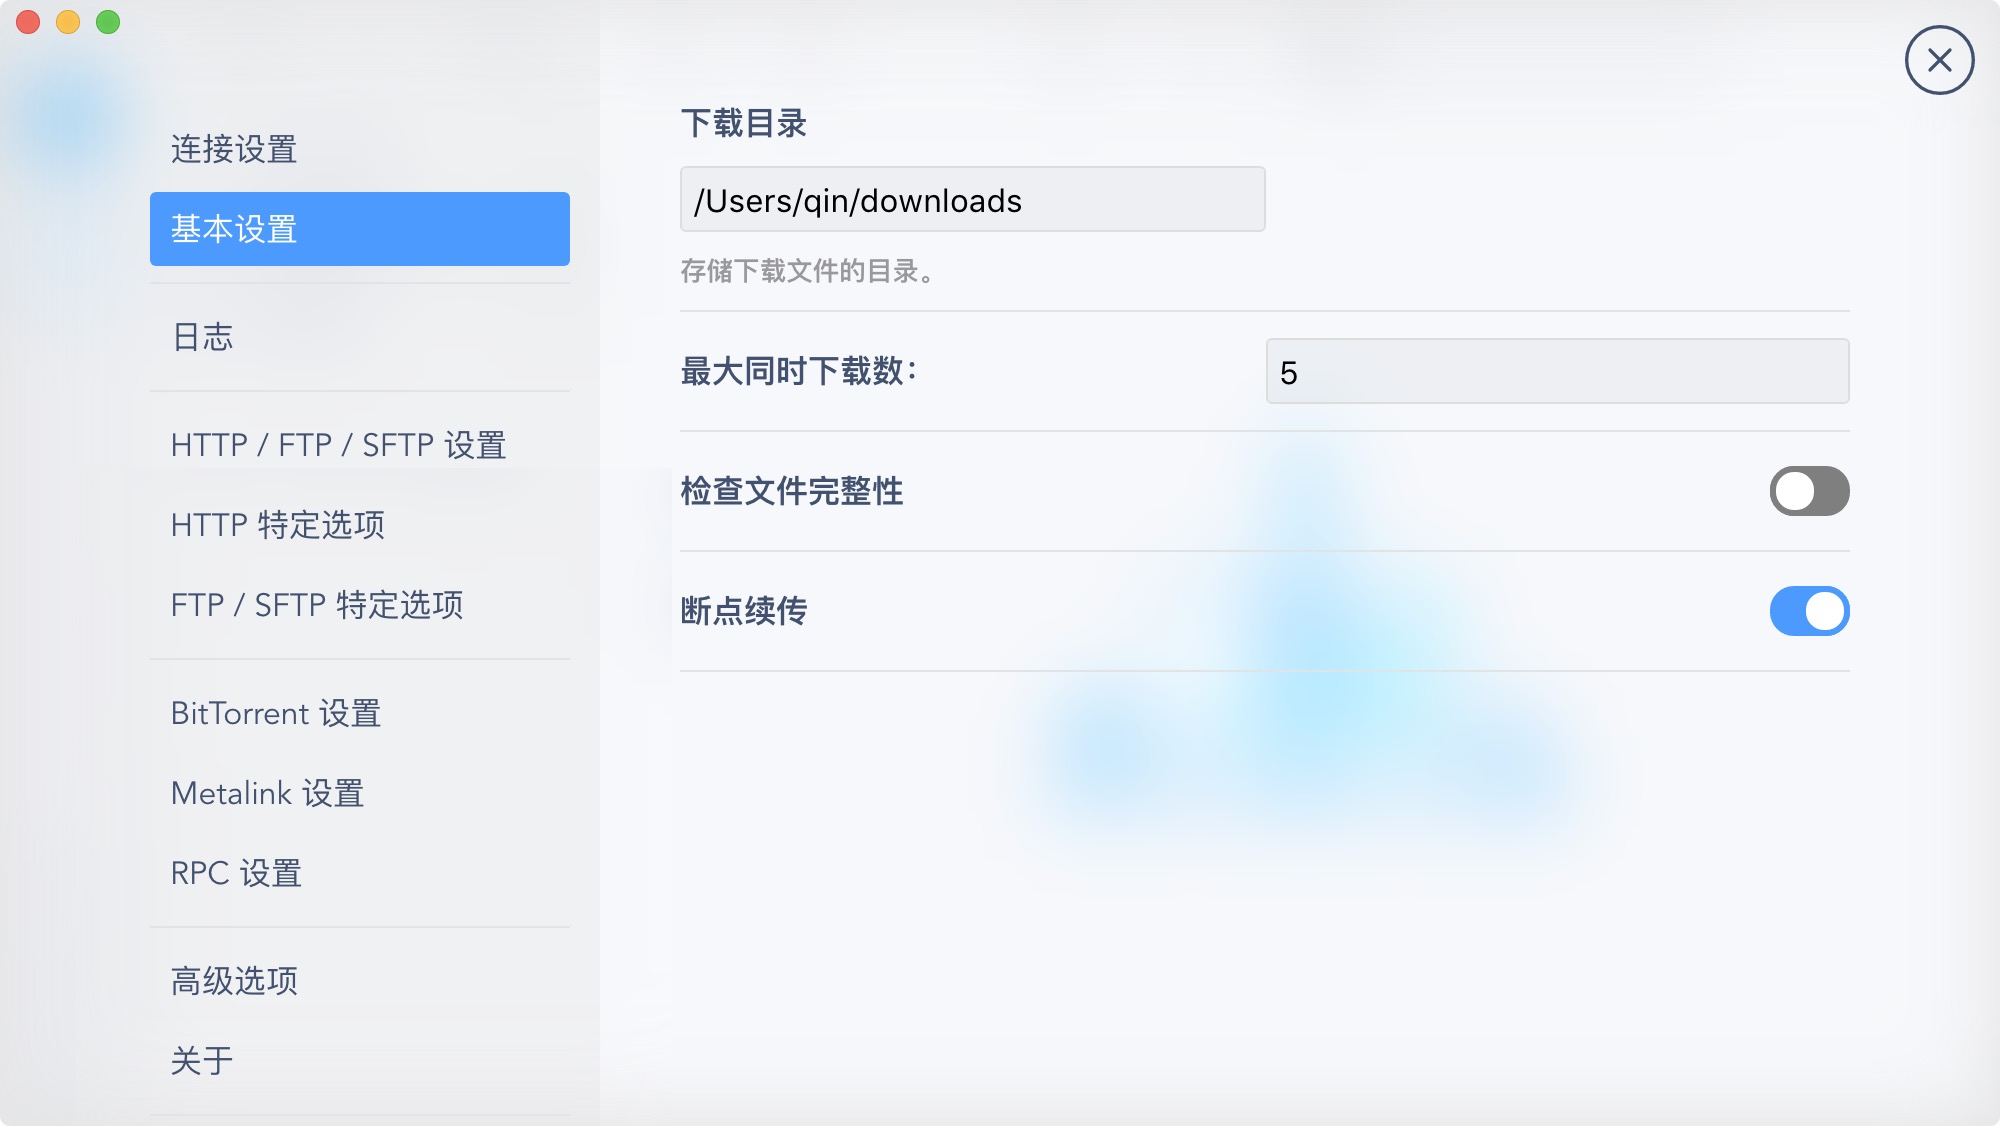 连接设置
基本设置
日志
HTTP / FTP / SFTP 设置
HTTP 特定选项
FTP / SFTP 特定选项
BitTorrent 设置
Metalink 设置
RPC 设置
高级选项
关于
下载目录
/Users/qin/downloads
存储下载文件的目录。
最大同时下载数：
5
检查文件完整性
断点续传